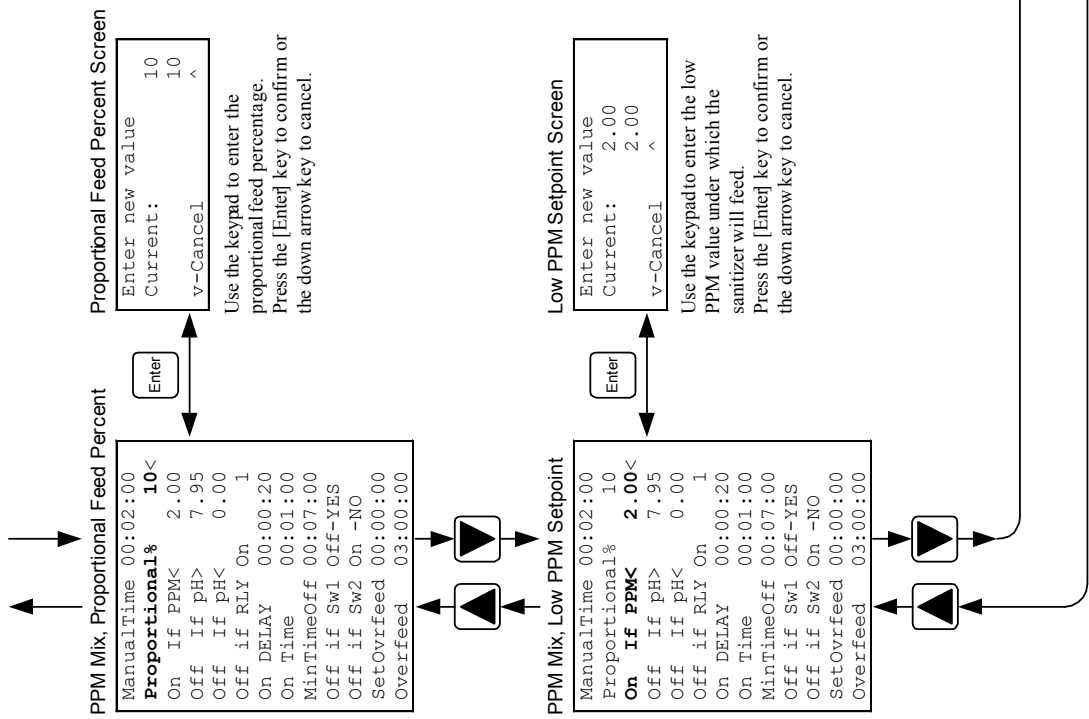 PPM Mix, Proportional Feed Percent
ManualTime 00:02:00
Proportional% 10<
On If PPM< 2.00
Off If pH> 7.95
Off If pH< 0.00
Off if RLY On 1
On DELAY 00:00:20
On Time 00:01:00
MinTimeOff 00:07:00
Off if Sw1 Off-YES
Off if Sw2 On -NO
SetOvrfeed 00:00:00
Overfeed 03:00:00
Enter
Proportional Feed Percent Screen
Enter new value
Current: 10
10
v-Cancel ^
Use the keypad to enter the
proportional feed percentage.
Press the [Enter] key to confirm or
the down arrow key to cancel.
PPM Mix, Low PPM Setpoint
ManualTime 00:02:00
Proportional% 10
On If PPM< 2.00<
Off If pH> 7.95
Off If pH< 0.00
Off if RLY On 1
On DELAY 00:00:20
On Time 00:01:00
MinTimeOff 00:07:00
Off if Sw1 Off-YES
Off if Sw2 On -NO
SetOvrfeed 00:00:00
Overfeed 03:00:00
Enter
Low PPM Setpoint Screen
Enter new value
Current: 2.00
2.00
v-Cancel ^
Use the keypad to enter the low
PPM value under which the
sanitizer will feed.
Press the [Enter] key to confirm or
the down arrow key to cancel.